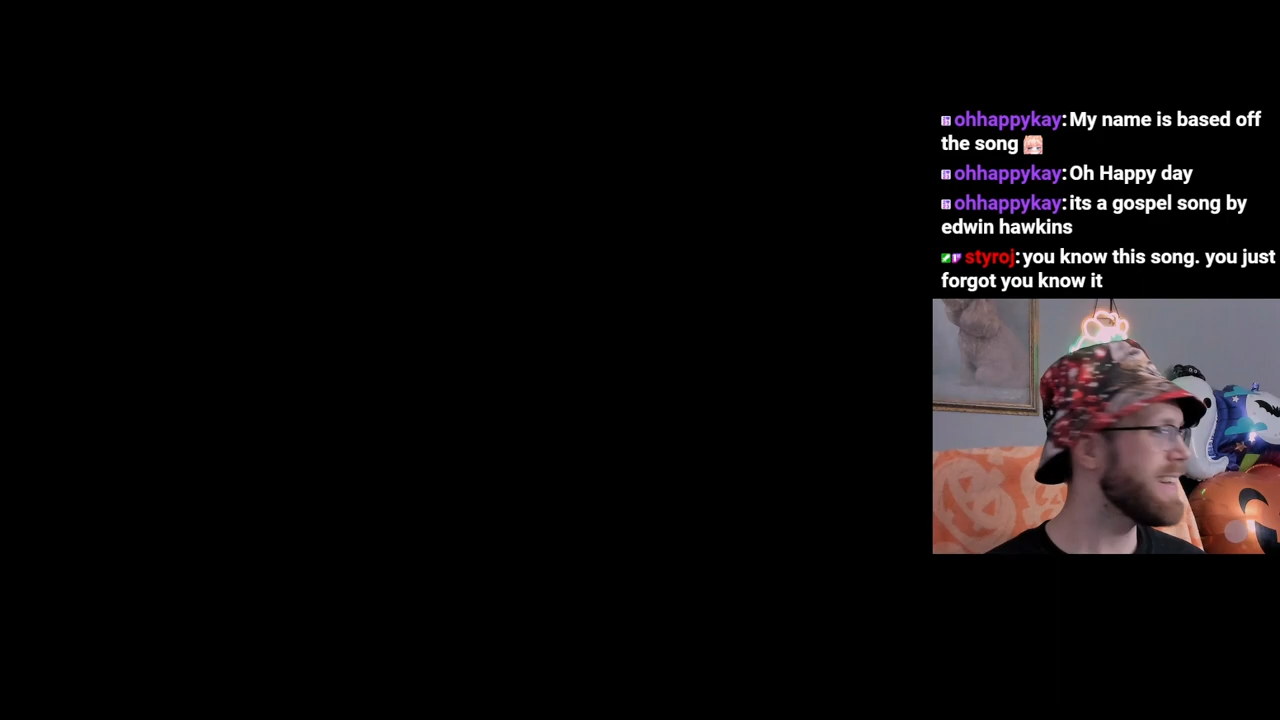 ohhappykay: My name is based off
the song
ohhappykay: Oh Happy day
ohhappykay: its a gospel song by
edwin hawkins
styroj: you know this song. you just
forgot you know it